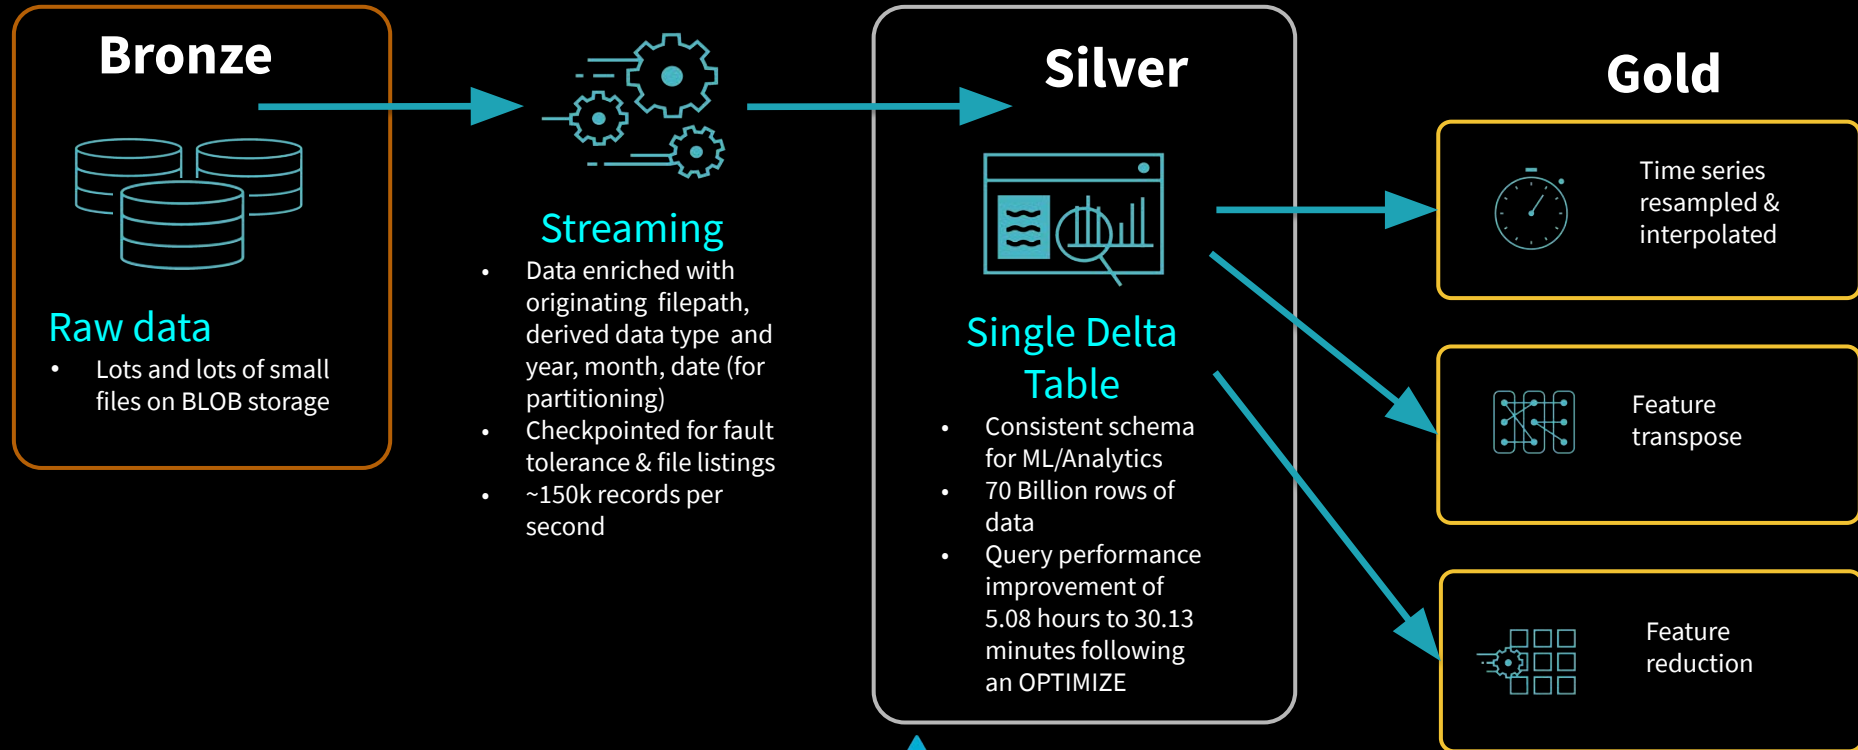 Bronze
Raw data
• Lots and lots of small
files on BLOB storage
Streaming
• Data enriched with
originating filepath,
derived data type and
year, month, date (for
partitioning)
• Checkpointed for fault
tolerance & file listings
• ~150k records per
second
Silver
Single Delta
Table
• Consistent schema
for ML/Analytics
• 70 Billion rows of
data
• Query performance
improvement of
5.08 hours to 30.13
minutes following
an OPTIMIZE
Gold
Time series
resampled &
interpolated
Feature
transpose
Feature
reduction